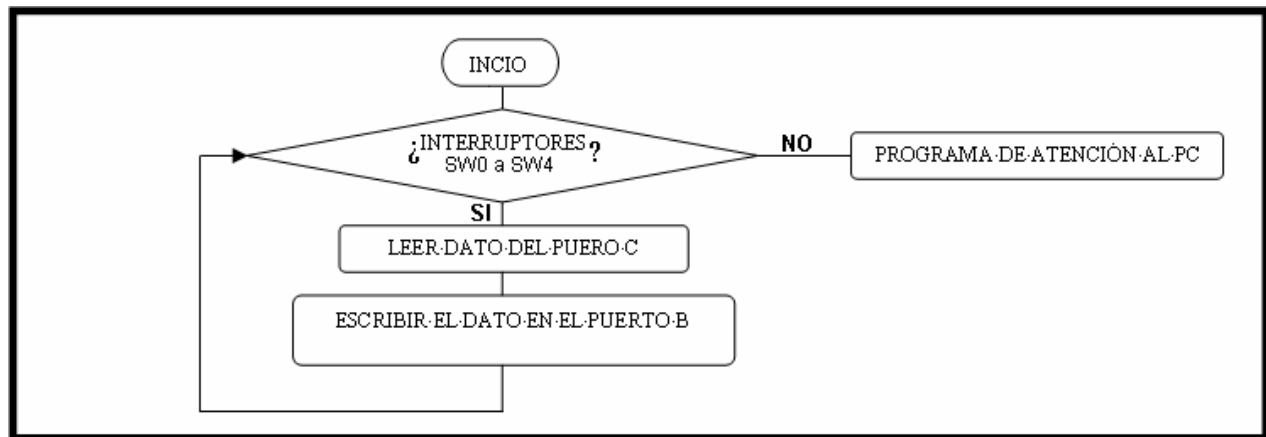 INCIO
¿INTERRUPTORES?
SW0 a SW4
NO
PROGRAMA·DE·ATENCIÓN·AL·PC
SI
LEER·DATO·DEL·PUERO·C
ESCRIBIR·EL·DATO·EN·EL·PUERTO·B